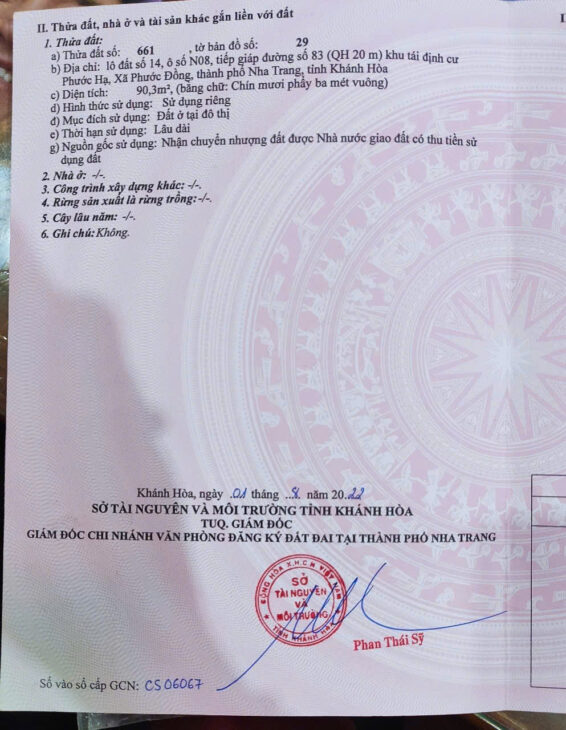 II. Thửa đất, nhà ở và tài sản khác gắn liền với đất
1. Thửa đất:
a) Thửa đất số: 661 , tờ bản đồ số: 29
b) Địa chỉ: lô đất số 14, ô số N08, tiếp giáp đường số 83 (QH 20 m) khu tái định cư
Phước Hạ, Xã Phước Đồng, thành phố Nha Trang, tỉnh Khánh Hòa
c) Diện tích: 90,3m², (bằng chữ: Chín mươi phẩy ba mét vuông)
d) Hình thức sử dụng: Sử dụng riêng
đ) Mục đích sử dụng: Đất ở tại đô thị
e) Thời hạn sử dụng: Lâu dài
g) Nguồn gốc sử dụng: Nhận chuyển nhượng đất được Nhà nước giao đất có thu tiền sử
dụng đất
2. Nhà ở: -/-.
3. Công trình xây dựng khác: -/-.
4. Rừng sản xuất là rừng trồng: -/-.
5. Cây lâu năm: -/-.
6. Ghi chú: Không.
Khánh Hòa, ngày 01 tháng ... năm 2022
SỞ TÀI NGUYÊN VÀ MÔI TRƯỜNG TỈNH KHÁNH HÒA
TUQ. GIÁM ĐỐC
GIÁM ĐỐC CHI NHÁNH VĂN PHÒNG ĐĂNG KÝ ĐẤT ĐAI TẠI THÀNH PHỐ NHA TRANG
CỘNG HÒA X.H.C.N VIỆT NAM
SỞ
TÀI NGUYÊN
VÀ
MÔI TRƯỜNG
TỈNH KHÁNH HÒA
Phan Thái Sỹ
Số vào sổ cấp GCN: CS06067